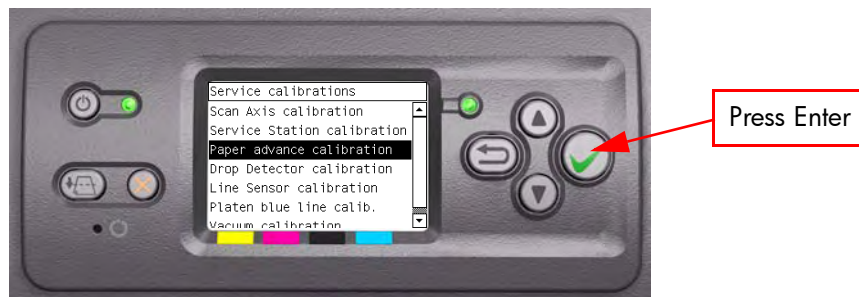 Service calibrations
Scan Axis calibration
Service Station calibration
Paper advance calibration
Drop Detector calibration
Line Sensor calibration
Platen blue line calib.
Vacuum calibration
Press Enter